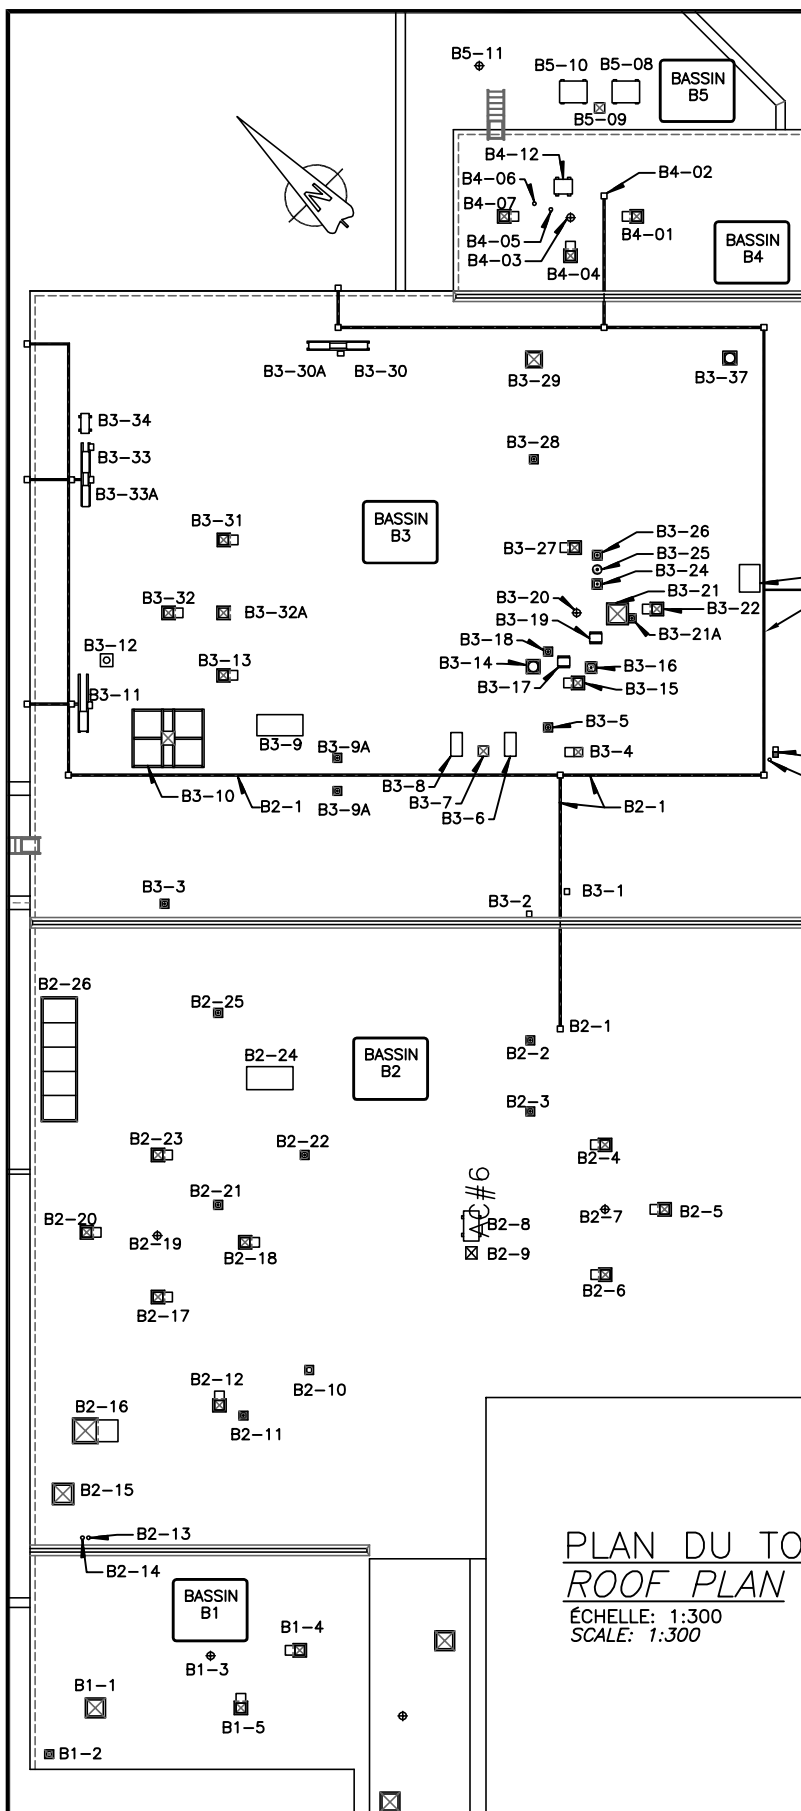 B5-11
B5-10
B5-08
BASSIN
B5
B5-09
B4-12
B4-06
B4-02
B4-07
B4-05
B4-01
B4-03
B4-04
BASSIN
B4
N
B3-30A
B3-30
B3-29
B3-37
B3-34
B3-33
B3-33A
B3-28
BASSIN
B3
B3-31
B3-26
B3-27
B3-25
B3-24
B3-21
B3-32
B3-32A
B3-20
B3-22
B3-19
B3-21A
B3-18
B3-12
B3-14
B3-16
B3-13
B3-17
B3-15
B3-11
B3-5
B3-9
B3-9A
B3-4
B3-8
B3-10
B2-1
B3-9A
B3-7
B3-6
B2-1
B3-3
B3-1
B3-2
B2-26
B2-25
B2-1
B2-24
BASSIN
B2
B2-2
B2-3
B2-23
B2-22
B2-4
AC#6
B2-21
B2-20
B2-19
B2-8
B2-7
B2-5
B2-18
B2-9
B2-6
B2-17
B2-12
B2-10
B2-16
B2-11
B2-15
B2-13
B2-14
PLAN DU TO
ROOF PLAN
ÉCHELLE: 1:300
SCALE: 1:300
BASSIN
B1
B1-4
B1-3
B1-1
B1-5
B1-2